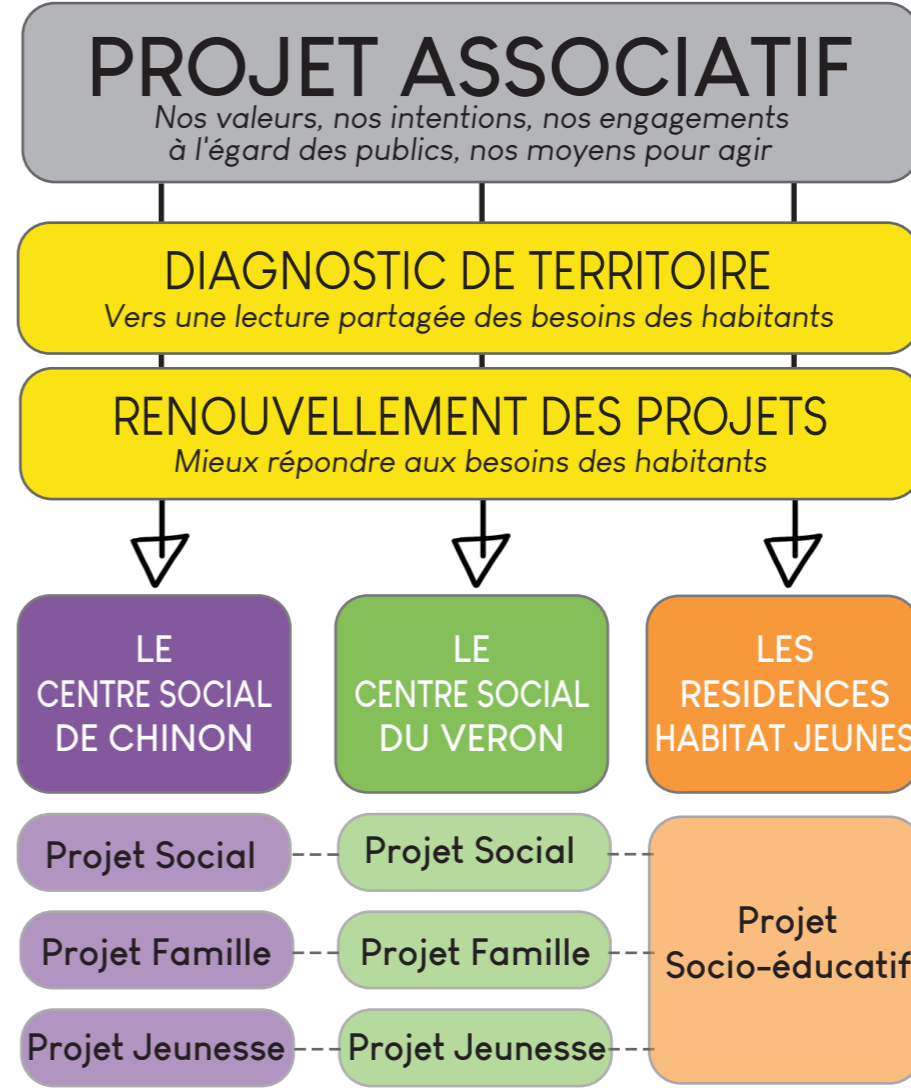 PROJET ASSOCIATIF
Nos valeurs, nos intentions, nos engagements
à l'égard des publics, nos moyens pour agir
DIAGNOSTIC DE TERRITOIRE
Vers une lecture partagée des besoins des habitants
RENOUVELLEMENT DES PROJETS
Mieux répondre aux besoins des habitants
LE
CENTRE SOCIAL
DE CHINON
LE
CENTRE SOCIAL
DU VERON
LES
RESIDENCES
HABITAT JEUNES
Projet Social
Projet Social
Projet Famille
Projet Famille
Projet Jeunesse
Projet Jeunesse
Projet
Socio-éducatif